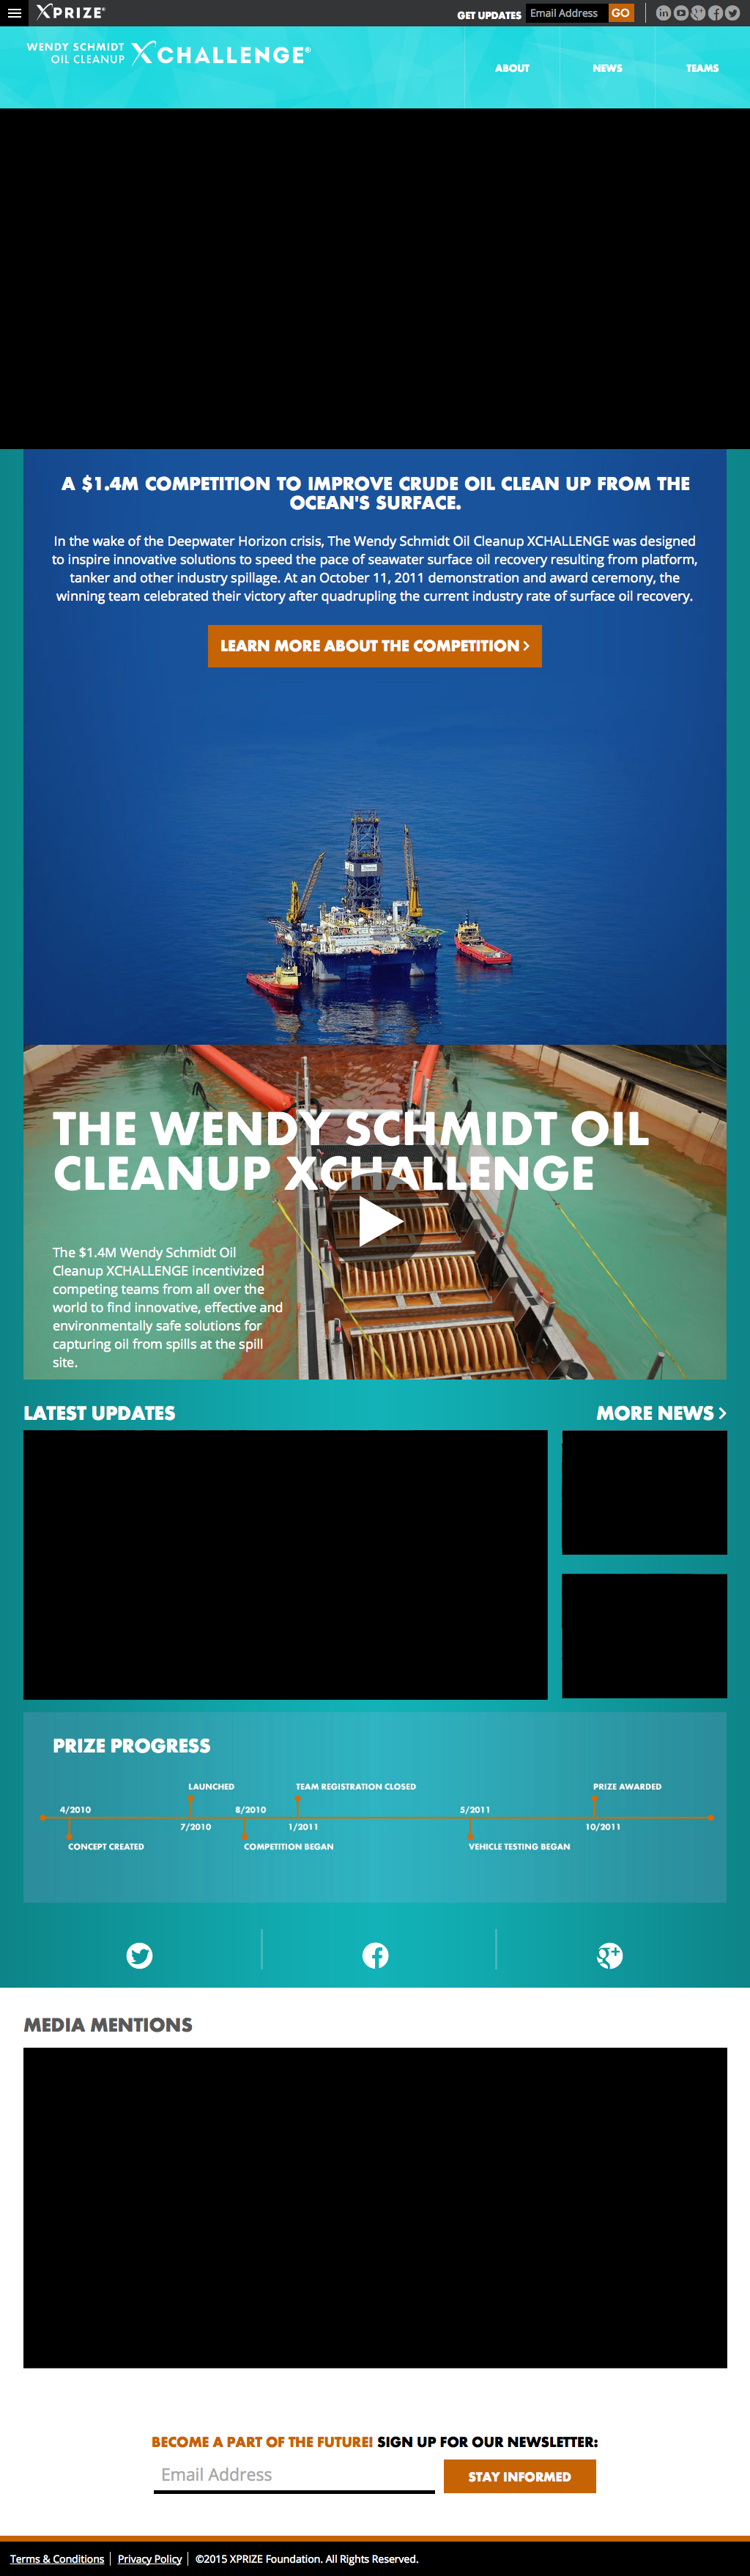 XPRIZE®
GET UPDATES Email Address GO
WENDY SCHMIDT
OIL CLEANUP
XCHALLENGE®
ABOUT NEWS TEAMS
A $1.4M COMPETITION TO IMPROVE CRUDE OIL CLEAN UP FROM THE
OCEAN'S SURFACE.
In the wake of the Deepwater Horizon crisis, The Wendy Schmidt Oil Cleanup XCHALLENGE was designed
to inspire innovative solutions to speed the pace of seawater surface oil recovery resulting from platform,
tanker and other industry spillage. At an October 11, 2011 demonstration and award ceremony, the
winning team celebrated their victory after quadrupling the current industry rate of surface oil recovery.
LEARN MORE ABOUT THE COMPETITION >
THE WENDY SCHMIDT OIL
CLEANUP XCHALLENGE
The $1.4M Wendy Schmidt Oil
Cleanup XCHALLENGE incentivized
competing teams from all over the
world to find innovative, effective and
environmentally safe solutions for
capturing oil from spills at the spill
site.
LATEST UPDATES
MORE NEWS >
PRIZE PROGRESS
LAUNCHED TEAM REGISTRATION CLOSED PRIZE AWARDED
4/2010 8/2010 5/2011
7/2010 1/2011 10/2011
CONCEPT CREATED COMPETITION BEGAN VEHICLE TESTING BEGAN
MEDIA MENTIONS
BECOME A PART OF THE FUTURE! SIGN UP FOR OUR NEWSLETTER:
Email Address
STAY INFORMED
Terms & Conditions | Privacy Policy | ©2015 XPRIZE Foundation. All Rights Reserved.